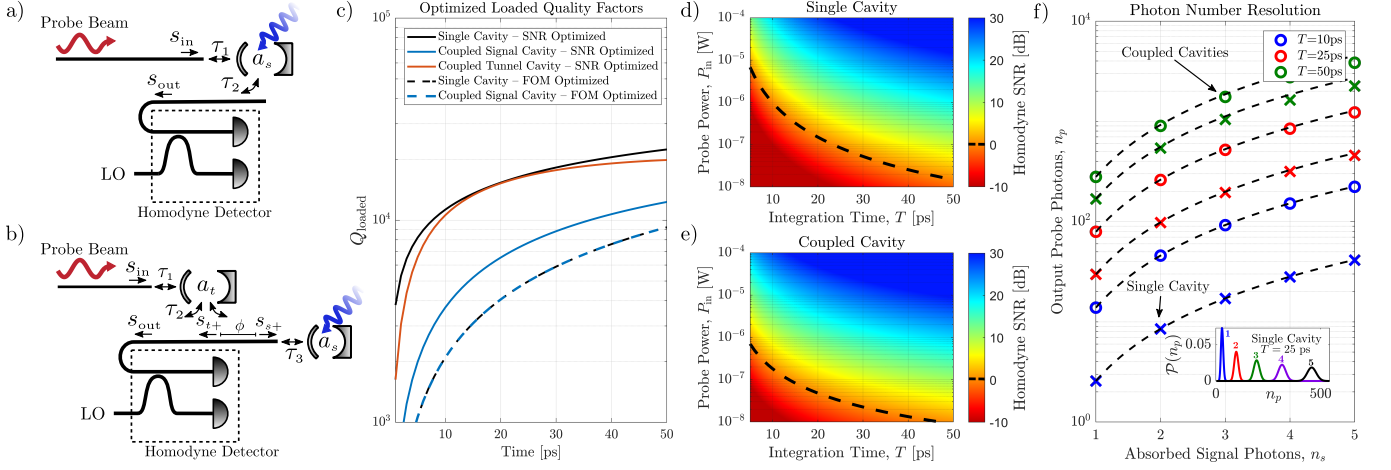 a)
Probe Beam
s_in
τ_1
a_s
τ_2
s_out
LO
Homodyne Detector
b)
Probe Beam
s_in
τ_1
a_t
τ_2
s_out
s_t+
ϕ
s_s+
τ_3
a_s
LO
Homodyne Detector
c)
Optimized Loaded Quality Factors
Single Cavity – SNR Optimized
Coupled Signal Cavity – SNR Optimized
Coupled Tunnel Cavity – SNR Optimized
Single Cavity – FOM Optimized
Coupled Signal Cavity – FOM Optimized
10^5
10^4
10^3
Q_loaded
10 20 30 40 50
Time [ps]
d)
Single Cavity
10^-4
10^-5
10^-6
10^-7
10^-8
Probe Power, P_in [W]
10 20 30 40 50
Integration Time, T [ps]
30
20
10
0
-10
Homodyne SNR [dB]
e)
Coupled Cavity
10^-4
10^-5
10^-6
10^-7
10^-8
Probe Power, P_in [W]
10 20 30 40 50
Integration Time, T [ps]
30
20
10
0
-10
Homodyne SNR [dB]
f)
Photon Number Resolution
T=10ps
T=25ps
T=50ps
Coupled Cavities
Single Cavity
10^4
10^2
10^0
Output Probe Photons, n_p
1 2 3 4 5
Absorbed Signal Photons, n_s
Single Cavity
T = 25 ps
1 2 3 4 5
0.05
0
P(n_p)
0 500
n_p